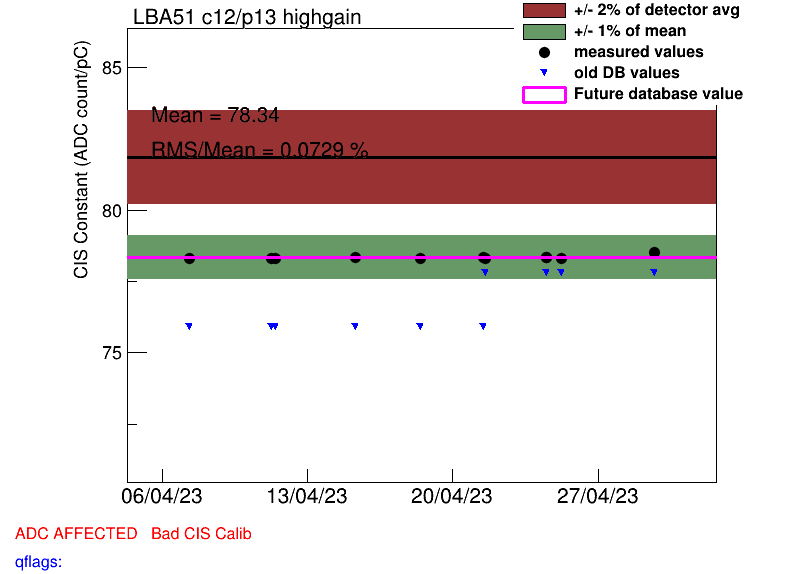 LBA51 c12/p13 highgain
+/- 2% of detector avg
+/- 1% of mean
measured values
old DB values
Future database value
CIS Constant (ADC count/pC)
85
80
75
Mean = 78.34
RMS/Mean = 0.0729 %
06/04/23 13/04/23 20/04/23 27/04/23
ADC AFFECTED Bad CIS Calib
qflags: